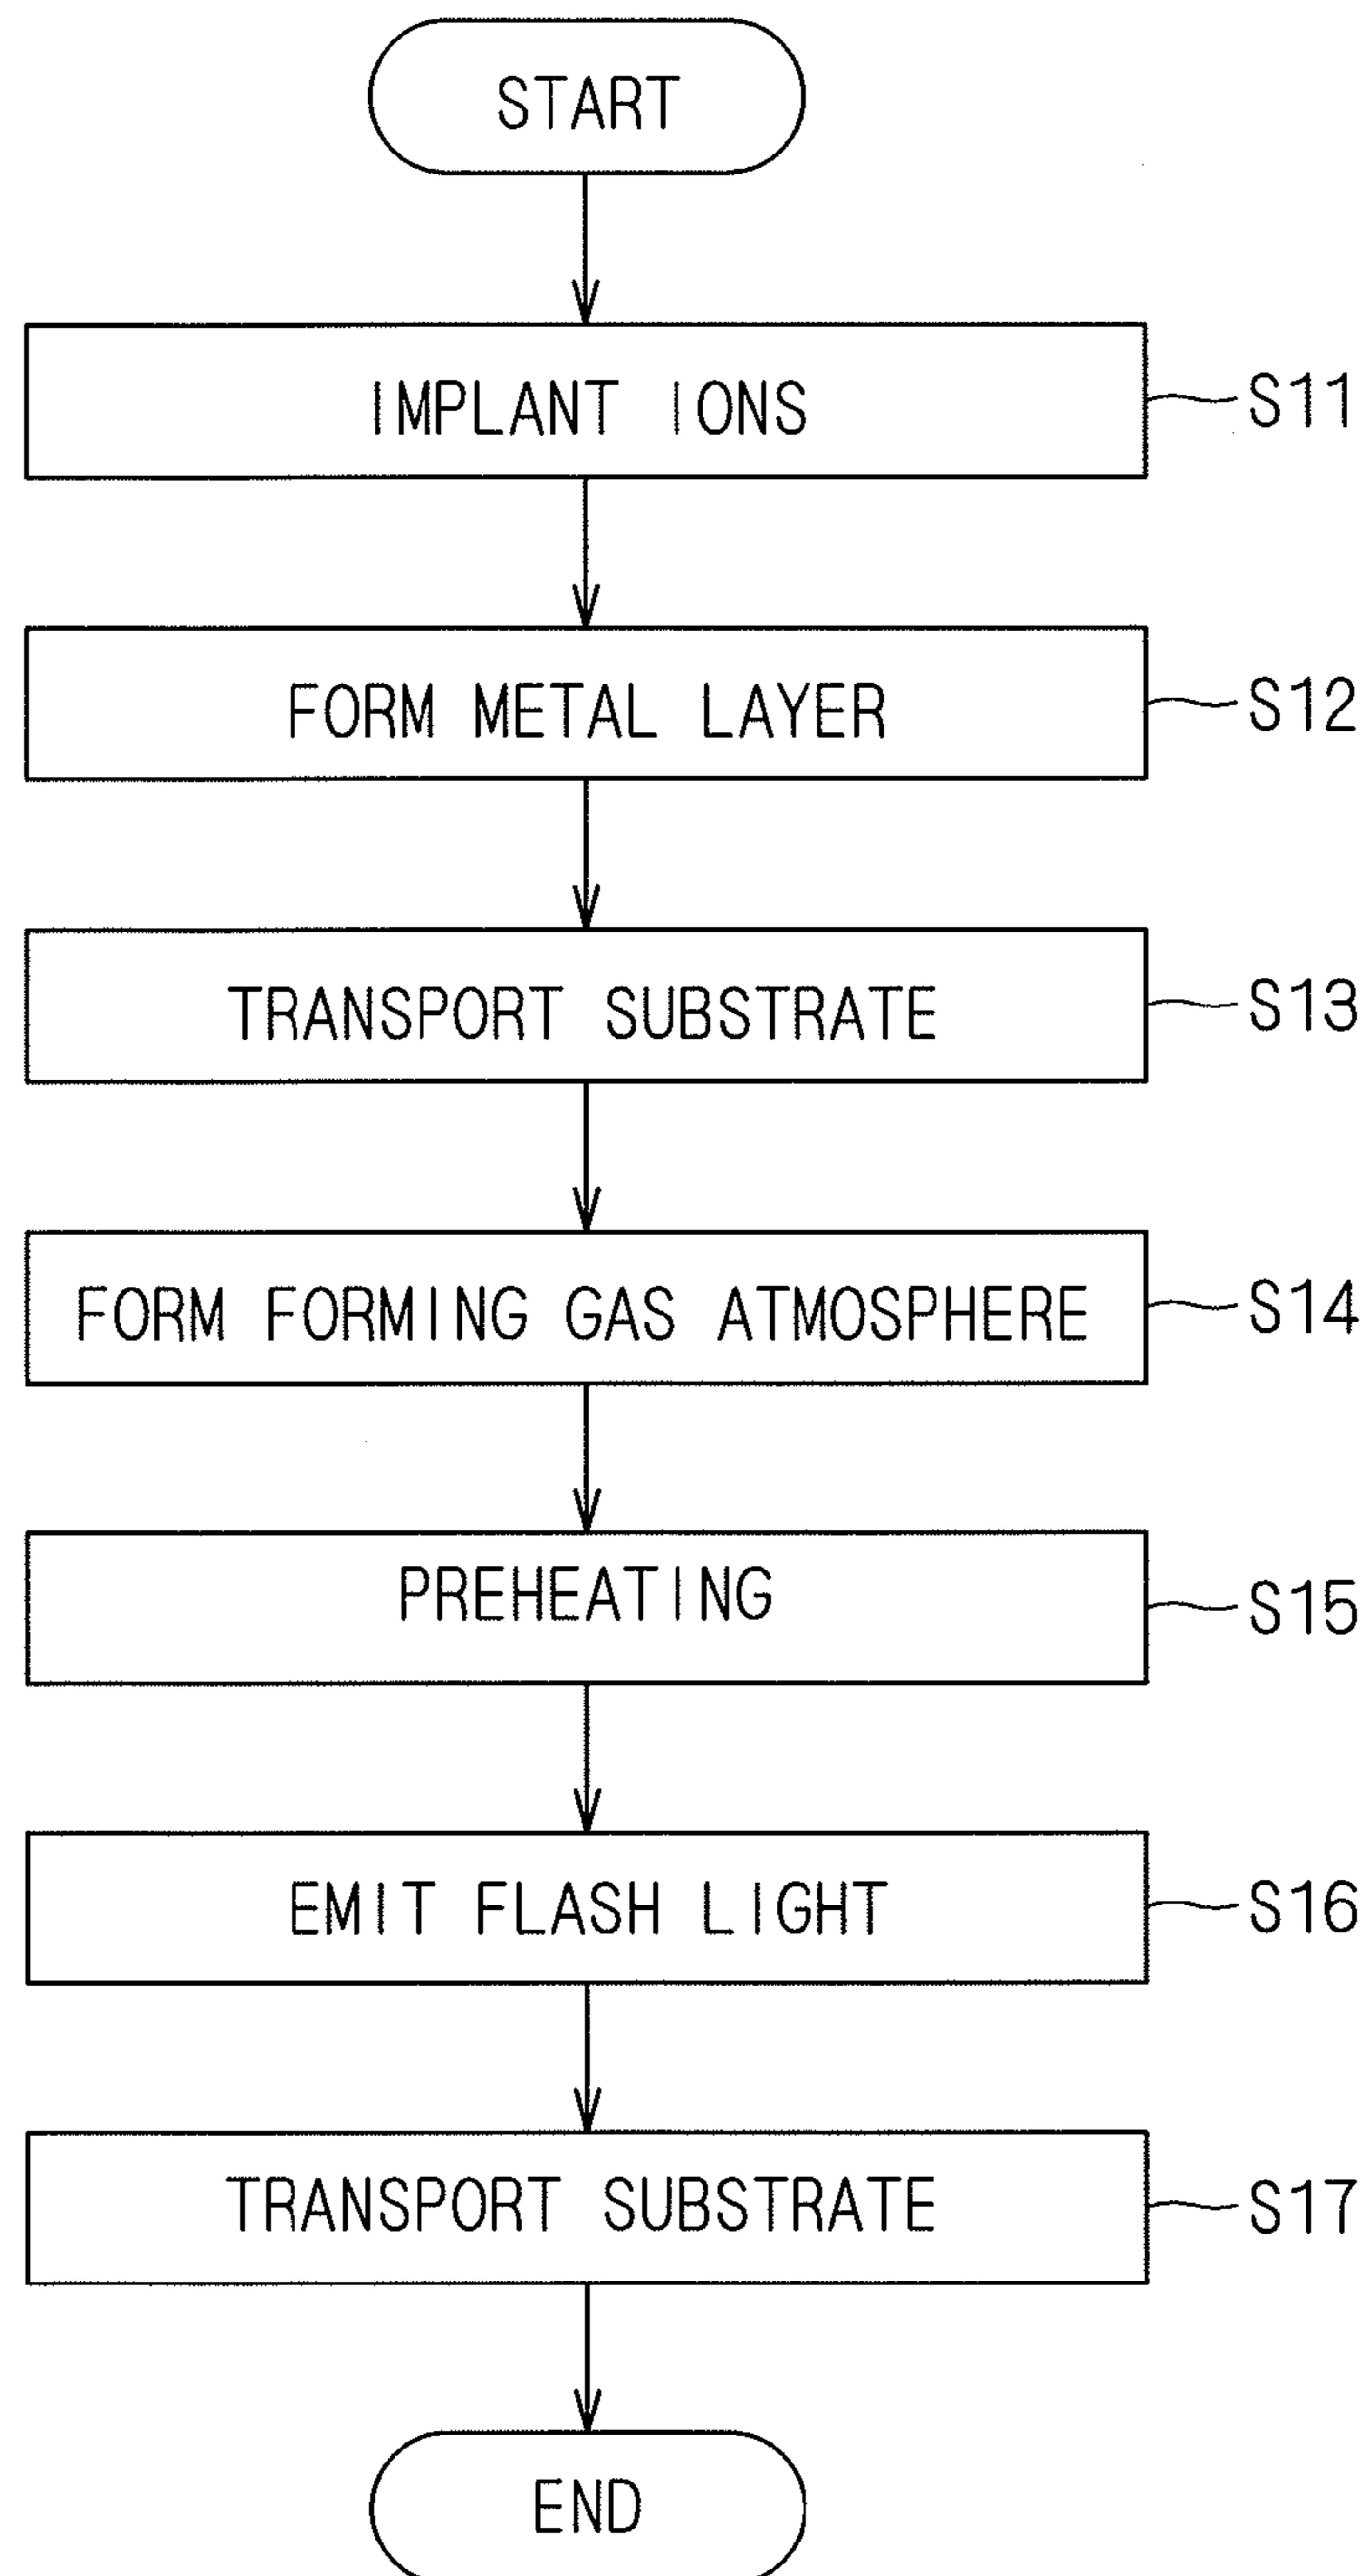 START
IMPLANT IONS
S11
FORM METAL LAYER
S12
TRANSPORT SUBSTRATE
S13
FORM FORMING GAS ATMOSPHERE
S14
PREHEATING
S15
EMIT FLASH LIGHT
S16
TRANSPORT SUBSTRATE
S17
END